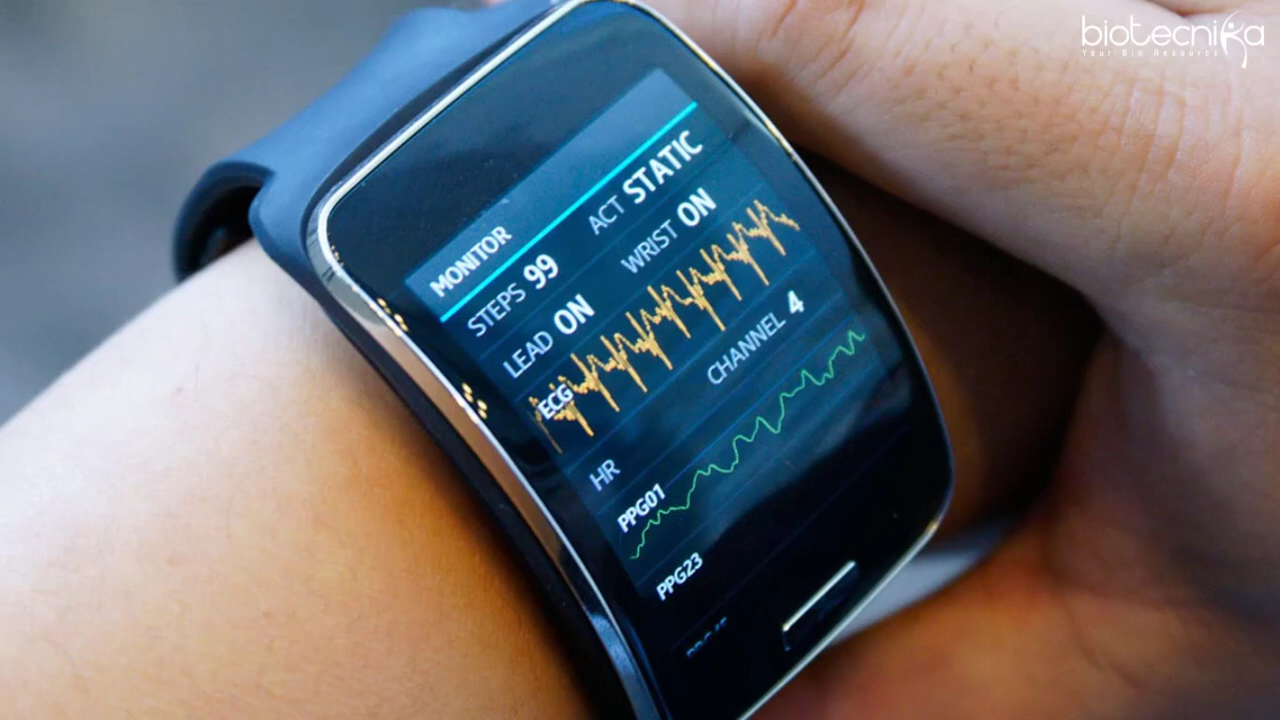 biotecnika
Your Bio Resource
MONITOR
STEPS 99 ACT STATIC
LEAD ON WRIST ON
ECG
HR CHANNEL 4
PPG01
PPG23